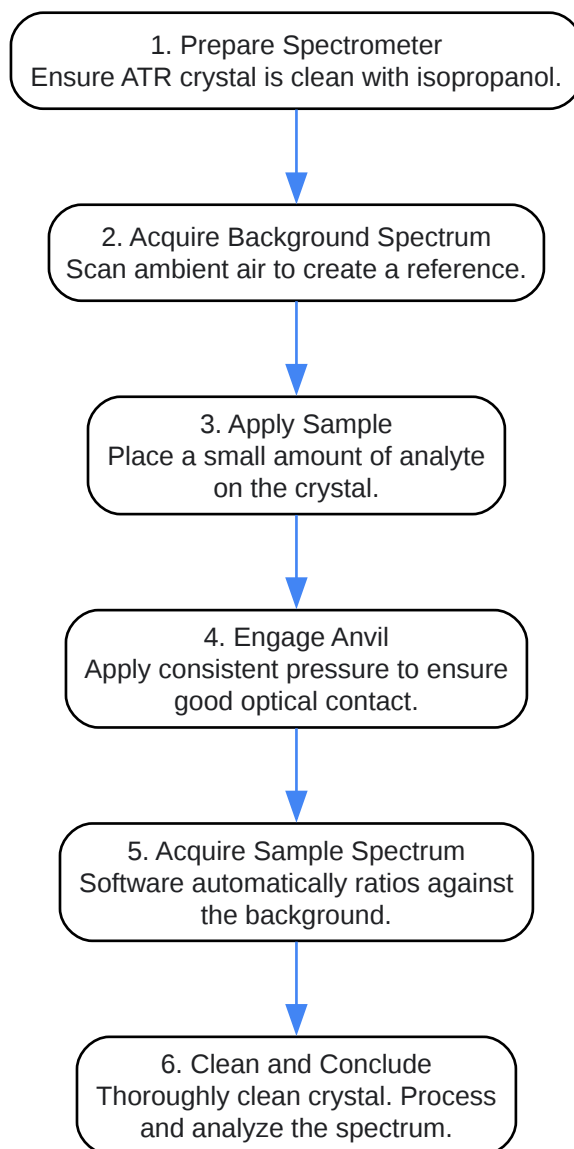 1. Prepare Spectrometer
Ensure ATR crystal is clean with isopropanol.
2. Acquire Background Spectrum
Scan ambient air to create a reference.
3. Apply Sample
Place a small amount of analyte
on the crystal.
4. Engage Anvil
Apply consistent pressure to ensure
good optical contact.
5. Acquire Sample Spectrum
Software automatically ratios against
the background.
6. Clean and Conclude
Thoroughly clean crystal. Process
and analyze the spectrum.